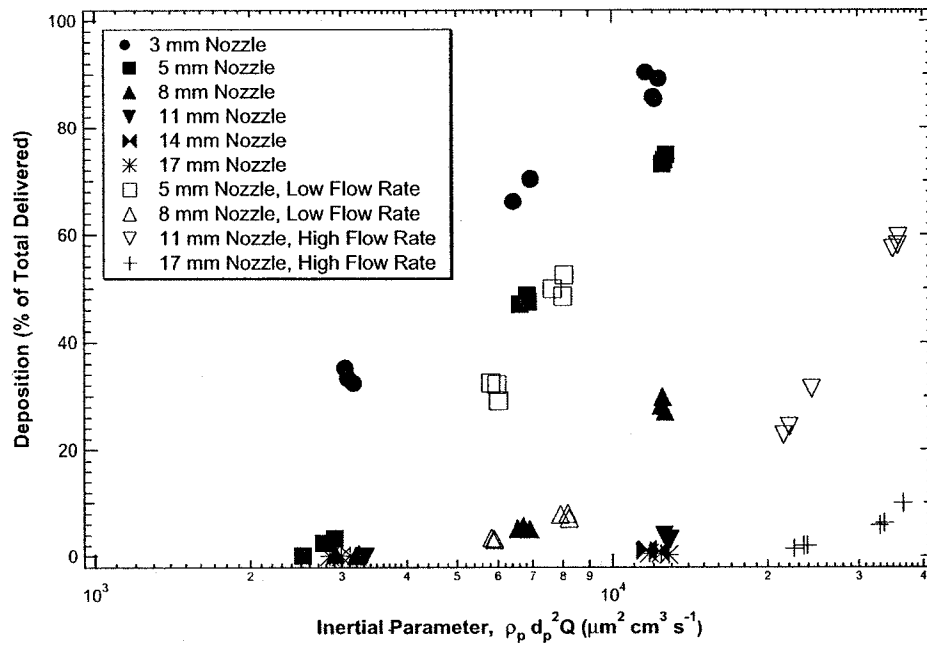 100
80
60
40
20
0
Deposition (% of Total Delivered)
3 mm Nozzle
5 mm Nozzle
8 mm Nozzle
11 mm Nozzle
14 mm Nozzle
17 mm Nozzle
5 mm Nozzle, Low Flow Rate
8 mm Nozzle, Low Flow Rate
11 mm Nozzle, High Flow Rate
17 mm Nozzle, High Flow Rate
10³ 2 3 4 5 6 7 8 9 10⁴ 2 3 4
Inertial Parameter, ρₚ dₚ²Q (μm² cm³ s⁻¹)